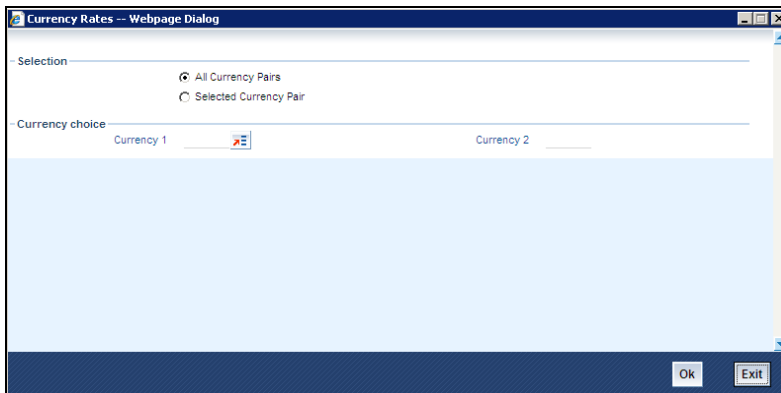 Currency Rates -- Webpage Dialog
Selection
All Currency Pairs
Selected Currency Pair
Currency choice
Currency 1 Currency 2
Ok Exit